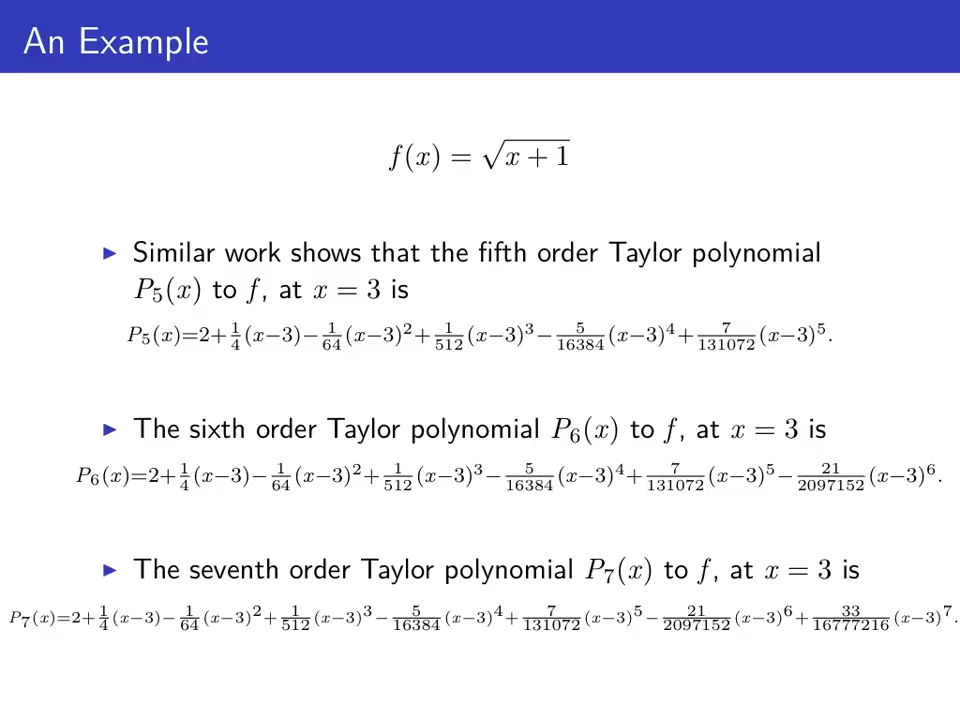 An Example
f(x) = √(x + 1)
▶ Similar work shows that the fifth order Taylor polynomial
P₅(x) to f, at x = 3 is
P₅(x)=2+1/4(x−3)−1/64(x−3)²+1/512(x−3)³−5/16384(x−3)⁴+7/131072(x−3)⁵.
▶ The sixth order Taylor polynomial P₆(x) to f, at x = 3 is
P₆(x)=2+1/4(x−3)−1/64(x−3)²+1/512(x−3)³−5/16384(x−3)⁴+7/131072(x−3)⁵−21/2097152(x−3)⁶.
▶ The seventh order Taylor polynomial P₇(x) to f, at x = 3 is
P₇(x)=2+1/4(x−3)−1/64(x−3)²+1/512(x−3)³−5/16384(x−3)⁴+7/131072(x−3)⁵−21/2097152(x−3)⁶+33/16777216(x−3)⁷.